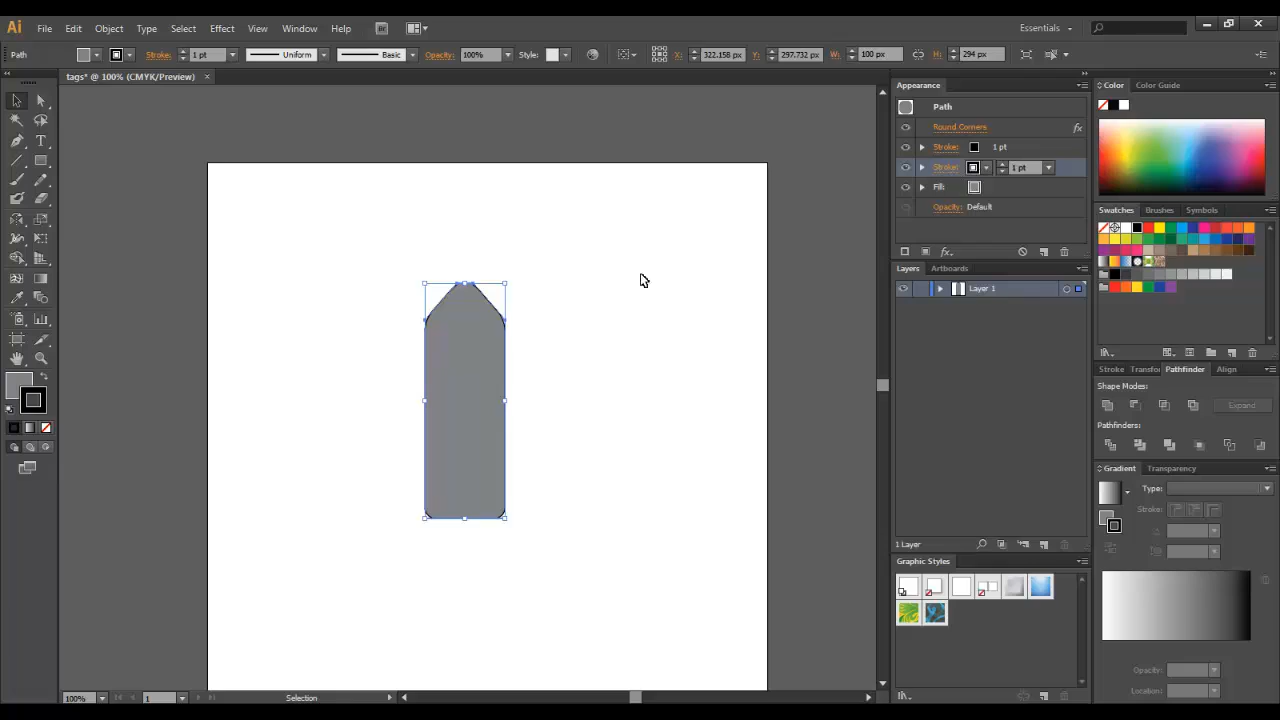 Ai File Edit Object Type Select Effect View Window Help Br Essentials
Path Stroke: 1 pt Uniform Basic Opacity: 100% Style: X: 322.158 px Y: 297.732 px W: 100 px H: 294 px
tags* @ 100% (CMYK/Preview) ×
Appearance
Path
Round Corners fx
Stroke: 1 pt
Stroke: 1 pt
Fill:
Opacity: Default
fx
Layers Artboards
Layer 1
1 Layer
Graphic Styles
Color Color Guide
Swatches Brushes Symbols
Stroke Transfor Pathfinder Align
Shape Modes:
Expand
Pathfinders:
Gradient Transparency
Type:
Stroke:
Opacity:
Location:
100% 1 Selection